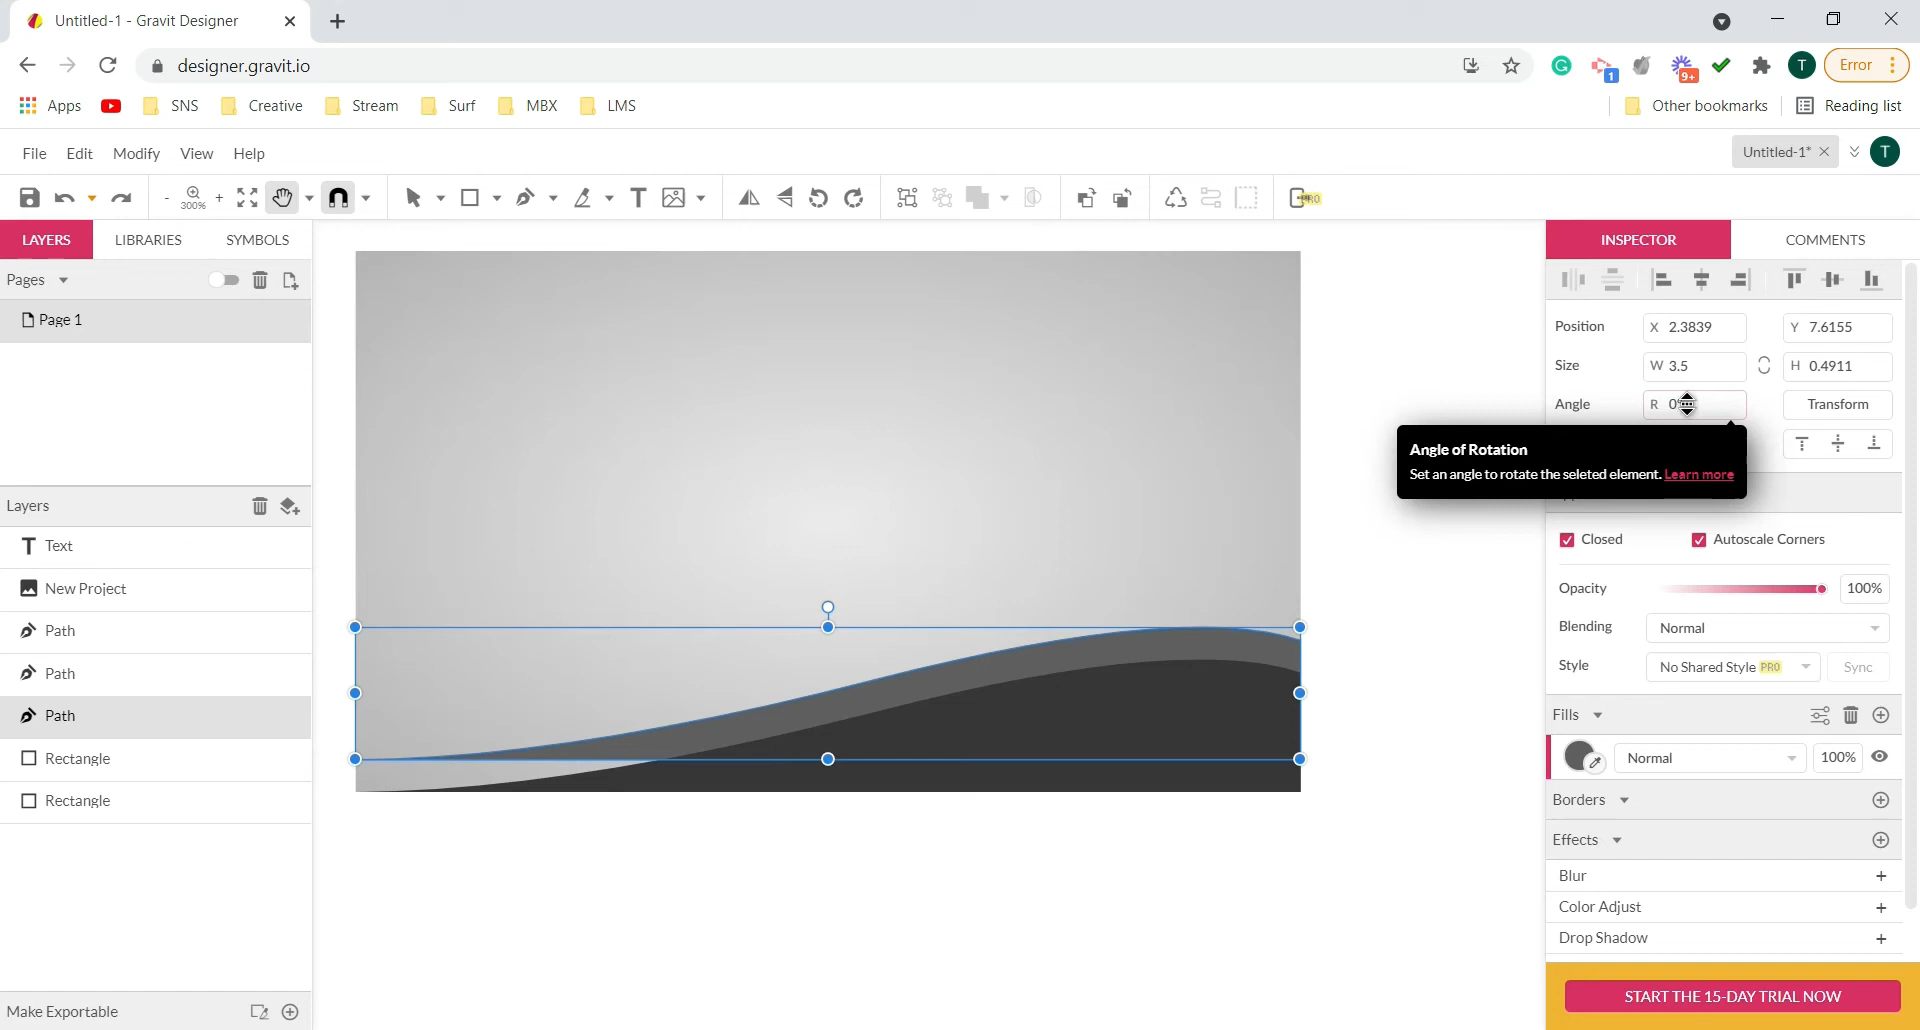 Untitled-1 - Gravit Designer
designer.gravit.io
1
9+
T
Error
Apps
SNS
Creative
Stream
Surf
MBX
LMS
Other bookmarks
Reading list
File
Edit
Modify
View
Help
Untitled-1*
T
- + 300%
T
PRO
LAYERS
LIBRARIES
SYMBOLS
INSPECTOR
COMMENTS
Pages
Page 1
Position
X 2.3839
Y 7.6155
Size
W 3.5
H 0.4911
Angle
R 0°
Transform
Angle of Rotation
Set an angle to rotate the seleted element. Learn more
Layers
T Text
New Project
Path
Path
Path
Rectangle
Rectangle
Closed
Autoscale Corners
Opacity
100%
Blending
Normal
Style
No Shared Style PRO
Sync
Fills
Normal
100%
Borders
Effects
Blur +
Color Adjust +
Drop Shadow +
START THE 15-DAY TRIAL NOW
Make Exportable